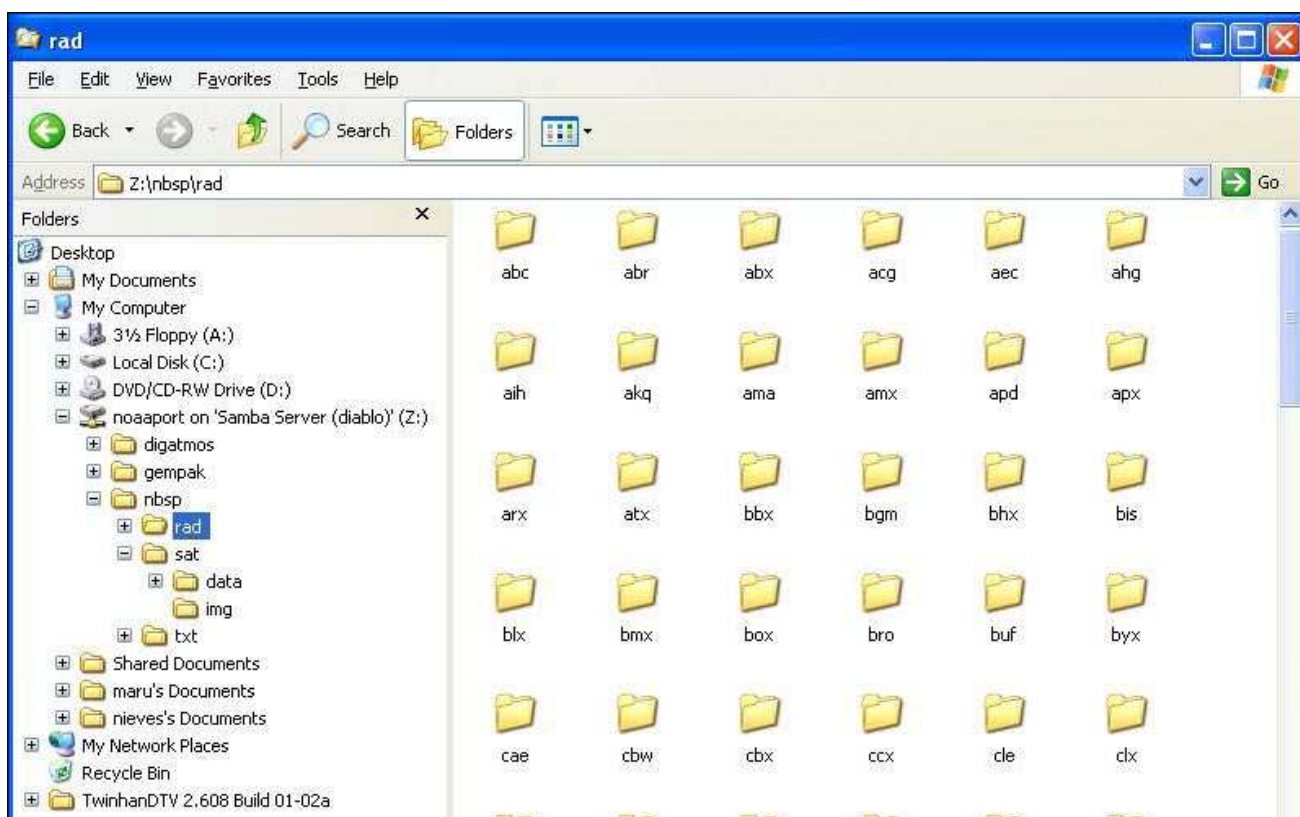 rad
File Edit View Favorites Tools Help
Back Search Folders
Address Z:\nbsp\rad Go
Folders
Desktop
My Documents
My Computer
3½ Floppy (A:)
Local Disk (C:)
DVD/CD-RW Drive (D:)
noaaport on 'Samba Server (diablo)' (Z:)
digatmos
gempak
nbsp
rad
sat
data
img
txt
Shared Documents
maru's Documents
nieves's Documents
My Network Places
Recycle Bin
TwinhanDTV 2.608 Build 01-02a
abc abr abx acg aec ahg
aih akq ama amx apd apx
arx atx bbx bgm bhx bis
blx bmx box bro buf byx
cae cbw cbx ccx cle clx